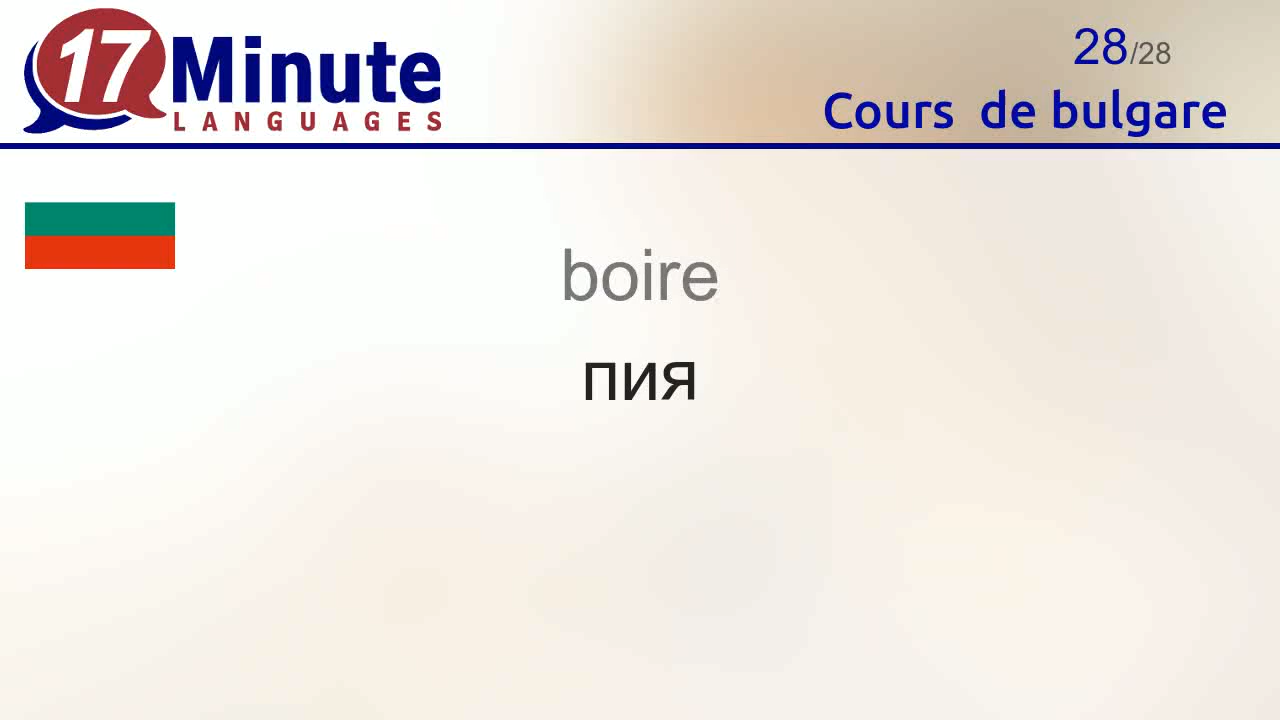 17 Minute
LANGUAGES
28/28
Cours de bulgare
boire
пия